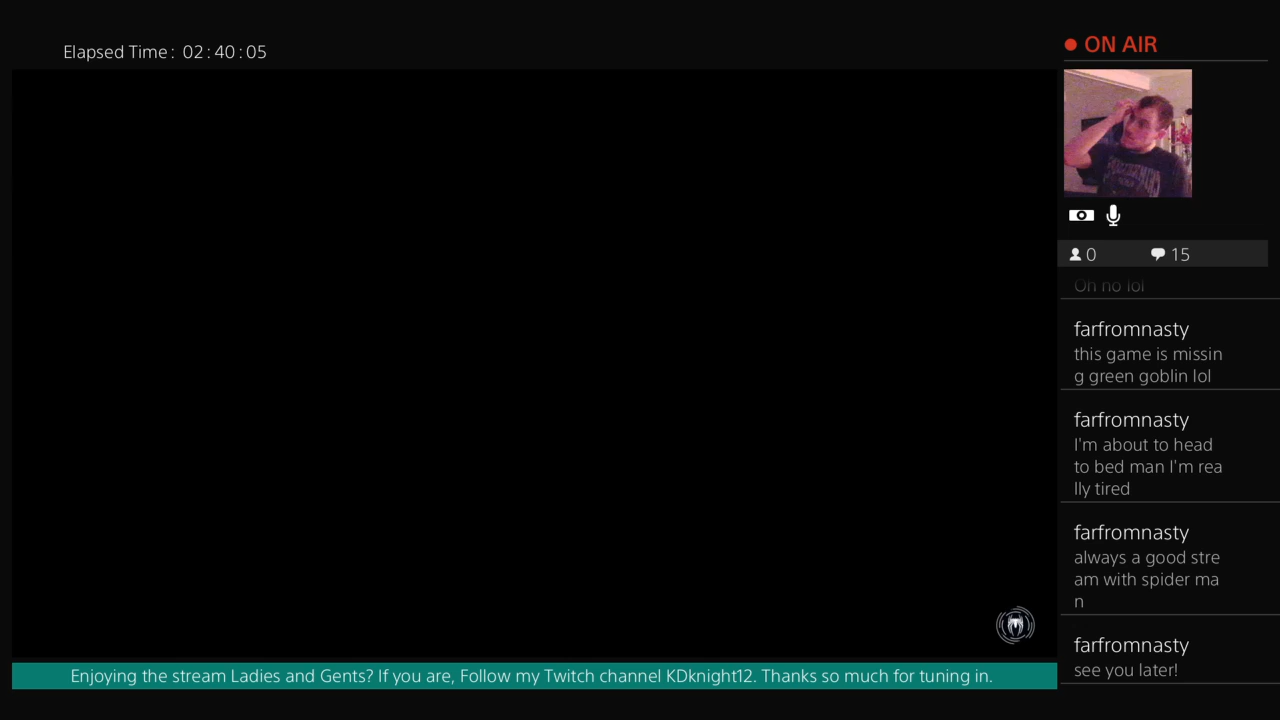 Elapsed Time: 02:40:05
ON AIR
0 15
Oh no lol
farfromnasty
this game is missin
g green goblin lol
farfromnasty
I'm about to head
to bed man I'm rea
lly tired
farfromnasty
always a good stre
am with spider ma
n
farfromnasty
see you later!
Enjoying the stream Ladies and Gents? If you are, Follow my Twitch channel KDknight12. Thanks so much for tuning in.